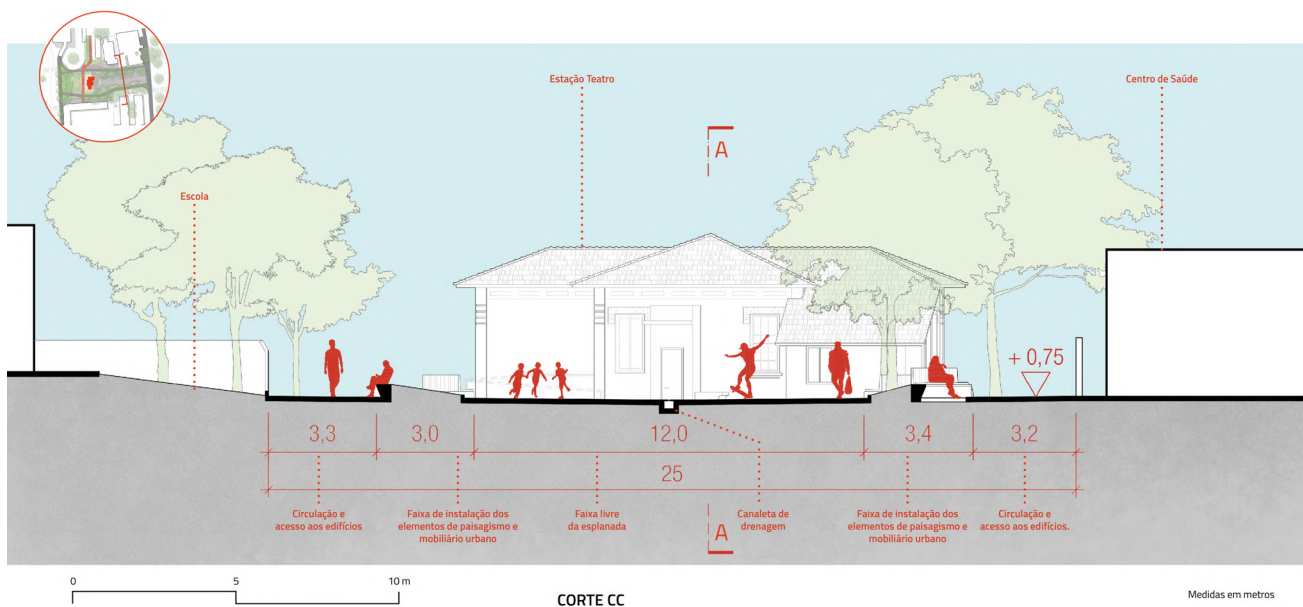 Estação Teatro
Centro de Saúde
A
Escola
+ 0,75
3,3
3,0
12,0
3,4
3,2
25
Circulação e
acesso aos edifícios
Faixa de instalação dos
elementos de paisagismo e
mobiliário urbano
Faixa livre
da esplanada
Canaleta de
drenagem
Faixa de instalação dos
elementos de paisagismo e
mobiliário urbano
Circulação e
acesso aos edifícios.
A
0
5
10 m
CORTE CC
Medidas em metros